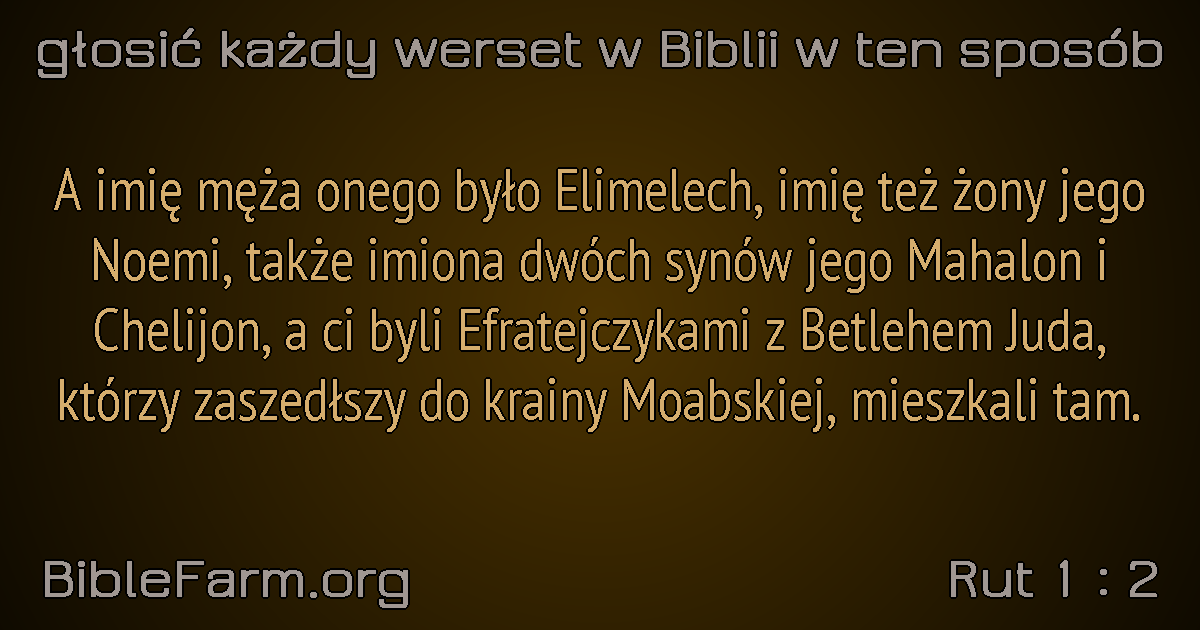 głosić każdy werset w Biblii w ten sposób
A imię męża onego było Elimelech, imię też żony jego
Noemi, także imiona dwóch synów jego Mahalon i
Chelijon, a ci byli Efratejczykami z Betlehem Juda,
którzy zaszedłszy do krainy Moabskiej, mieszkali tam.
BibleFarm.org
Rut 1 : 2